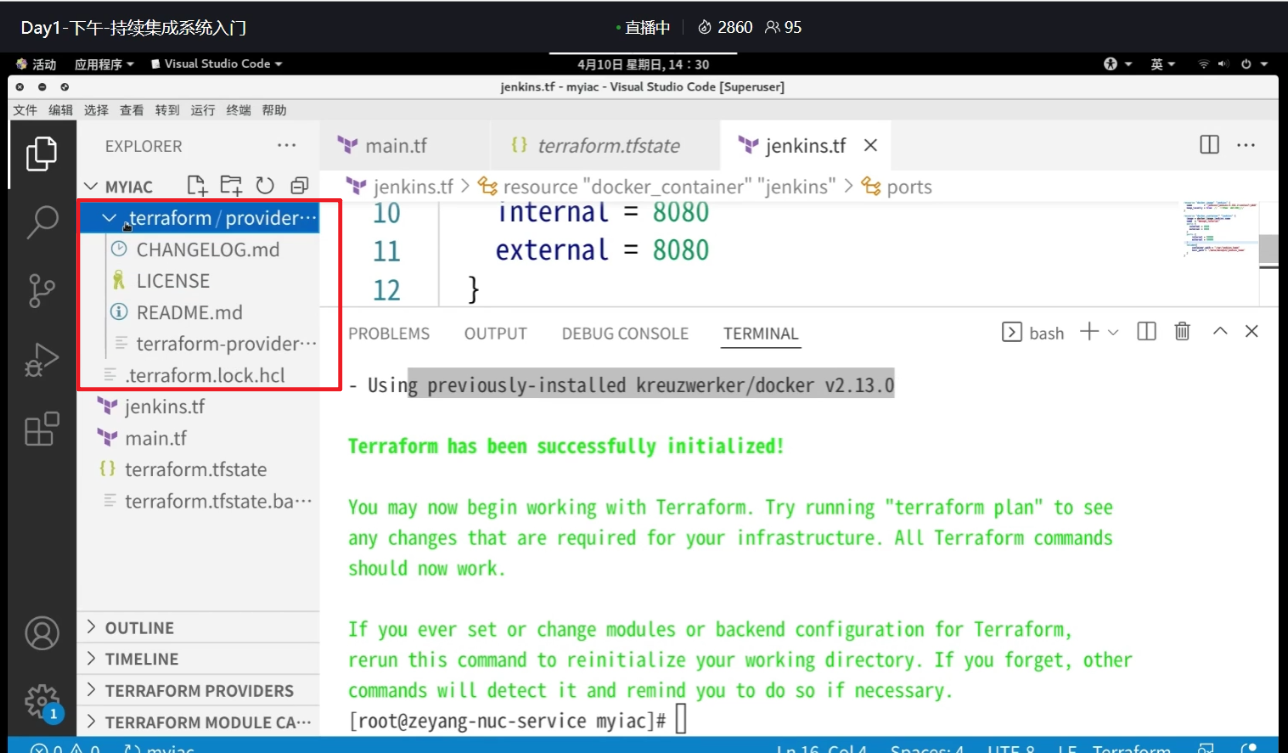 Day1-下午-持续集成系统入门
直播中 2860 95
活动 应用程序 Visual Studio Code 4月10日 星期日, 14:30 英
jenkins.tf - myiac - Visual Studio Code [Superuser]
文件 编辑 选择 查看 转到 运行 终端 帮助
EXPLORER ···
MYIAC
.terraform / provider···
CHANGELOG.md
LICENSE
README.md
terraform-provider···
.terraform.lock.hcl
jenkins.tf
main.tf
terraform.tfstate
terraform.tfstate.ba···
OUTLINE
TIMELINE
TERRAFORM PROVIDERS
TERRAFORM MODULE CA···
1
main.tf {} terraform.tfstate jenkins.tf
jenkins.tf > resource "docker_container" "jenkins" > ports
10 internal = 8080
11 external = 8080
12 }
PROBLEMS OUTPUT DEBUG CONSOLE TERMINAL bash
- Using previously-installed kreuzwerker/docker v2.13.0
Terraform has been successfully initialized!
You may now begin working with Terraform. Try running "terraform plan" to see
any changes that are required for your infrastructure. All Terraform commands
should now work.
If you ever set or change modules or backend configuration for Terraform,
rerun this command to reinitialize your working directory. If you forget, other
commands will detect it and remind you to do so if necessary.
[root@zeyang-nuc-service myiac]#
0 0 myiac Ln 16, Col 4 Spaces: 4 UTF-8 LF Terraform